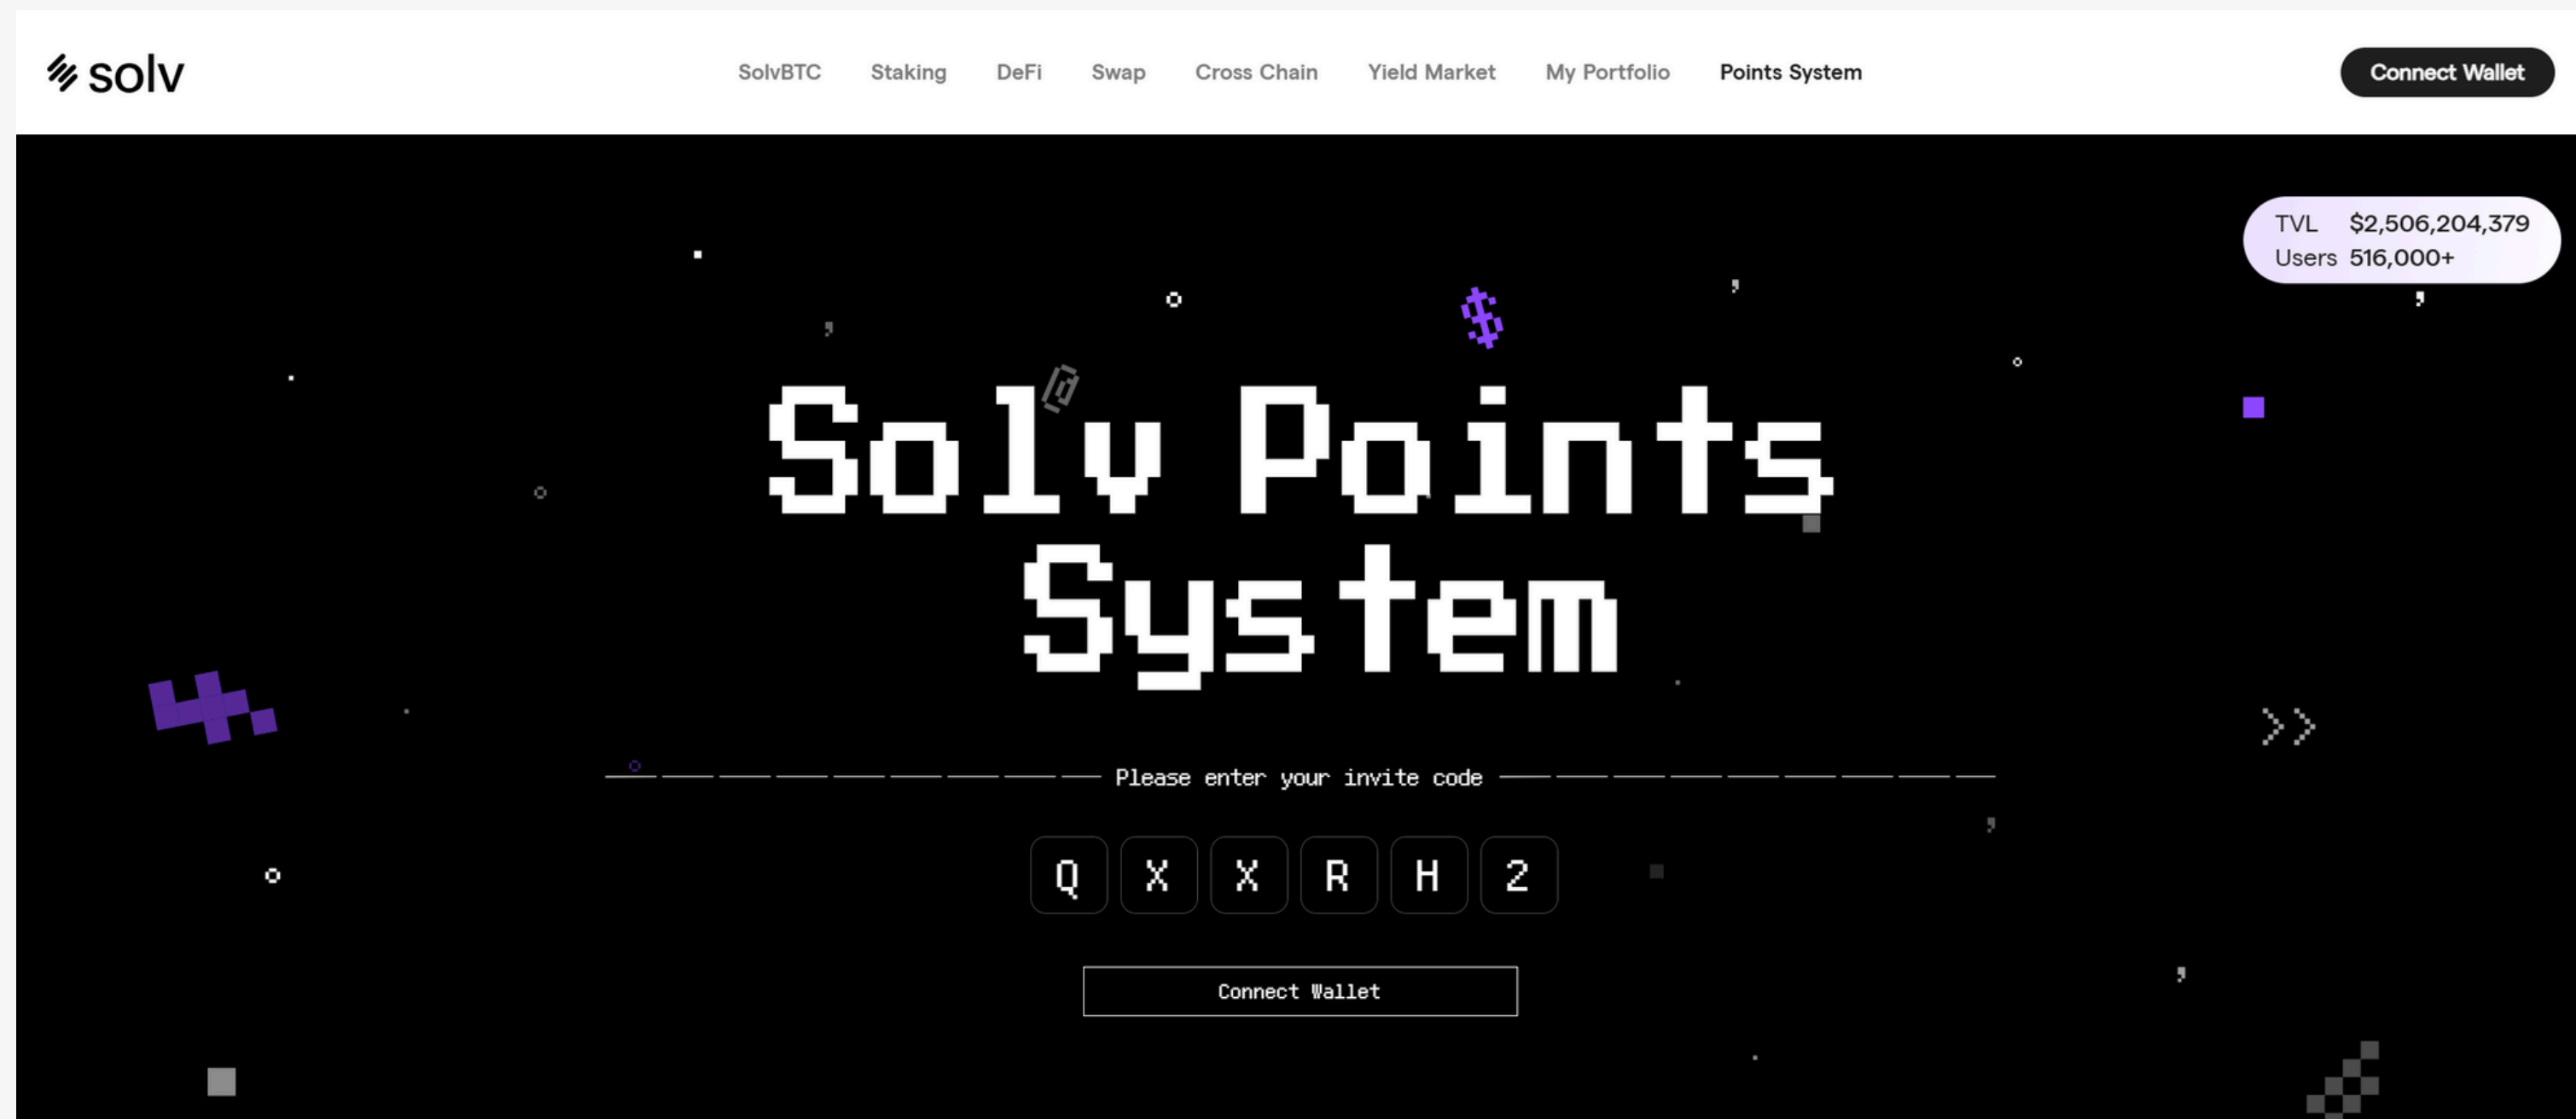 solv SolvBTC Staking DeFi Swap Cross Chain Yield Market My Portfolio Points System Connect Wallet
TVL $2,506,204,379
Users 516,000+
$
@
Solv Points
System
>>
Please enter your invite code
Q X X R H 2
Connect Wallet